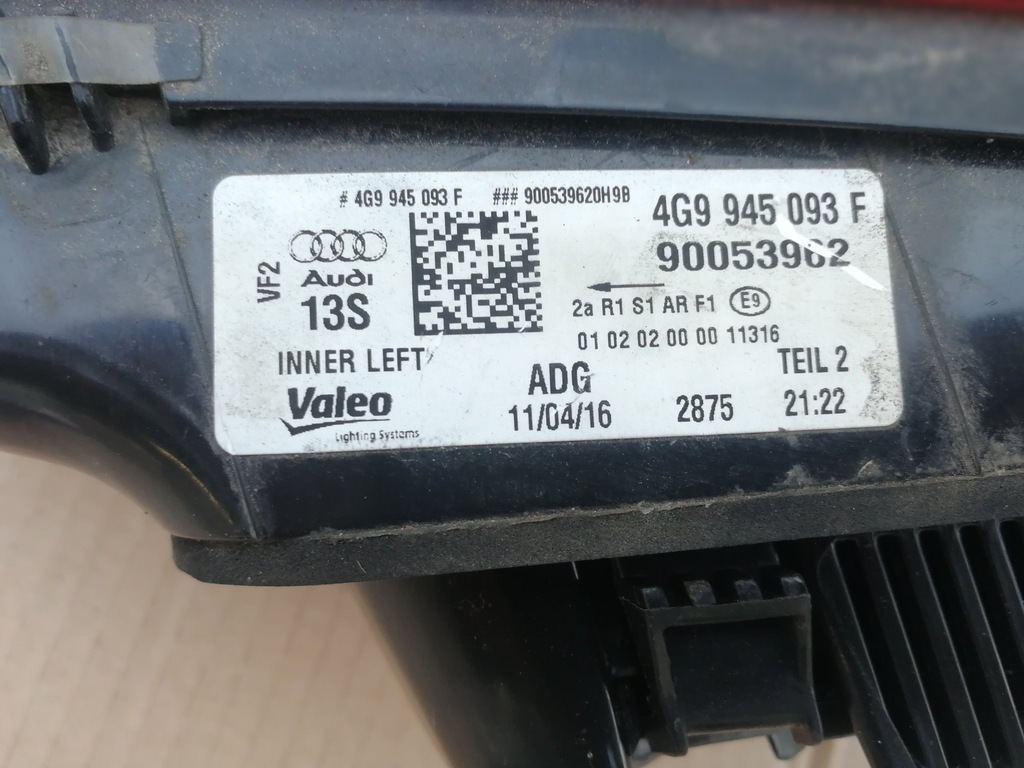 # 4G9 945 093 F ### 900539620H9B
4G9 945 093 F
90053962
VF2
Audi
13S
2a R1 S1 AR F1 E9
01 02 02 00 00 11316
INNER LEFT
ADG
TEIL 2
Valeo
Lighting Systems
11/04/16 2875 21:22